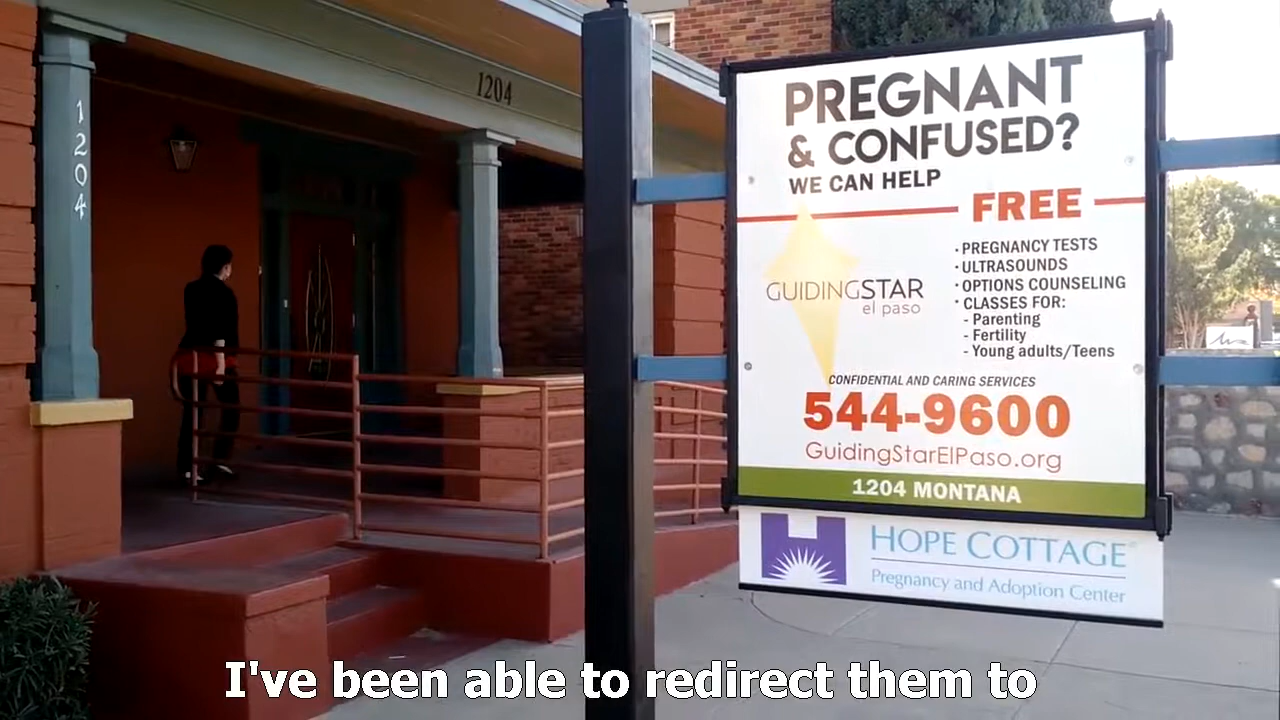 1204
1204
PREGNANT
& CONFUSED?
WE CAN HELP
FREE
· PREGNANCY TESTS
· ULTRASOUNDS
· OPTIONS COUNSELING
· CLASSES FOR:
- Parenting
- Fertility
- Young adults/Teens
GUIDINGSTAR
el paso
CONFIDENTIAL AND CARING SERVICES
544-9600
GuidingStarElPaso.org
1204 MONTANA
HOPE COTTAGE
Pregnancy and Adoption Center
I've been able to redirect them to